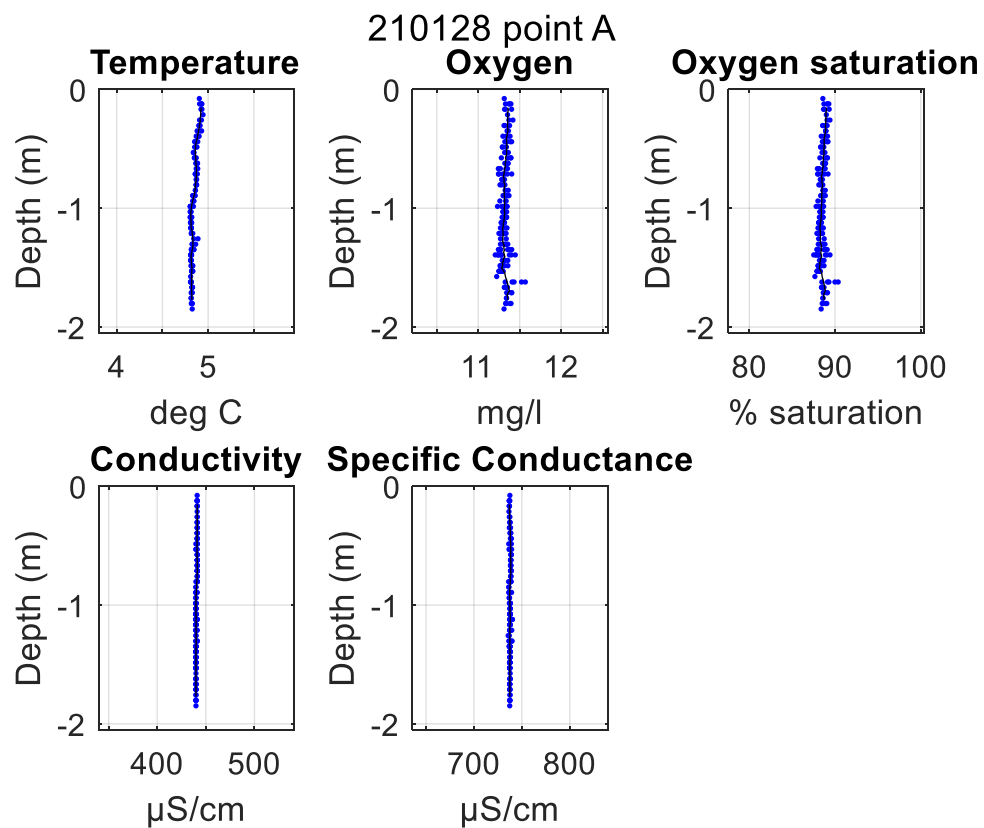 210128 point A
Temperature
Oxygen
Oxygen saturation
0
-1
-2
Depth (m)
4
5
deg C
0
-1
-2
Depth (m)
11
12
mg/l
0
-1
-2
Depth (m)
80
90
100
% saturation
Conductivity
Specific Conductance
0
-1
-2
Depth (m)
400
500
μS/cm
0
-1
-2
Depth (m)
700
800
μS/cm